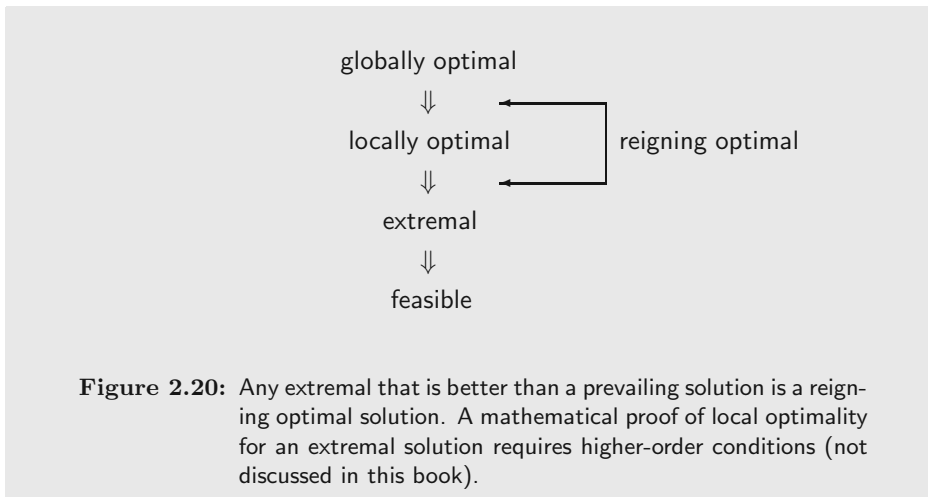 globally optimal
⇓
locally optimal reigning optimal
⇓
extremal
⇓
feasible
Figure 2.20: Any extremal that is better than a prevailing solution is a reign-
ing optimal solution. A mathematical proof of local optimality
for an extremal solution requires higher-order conditions (not
discussed in this book).